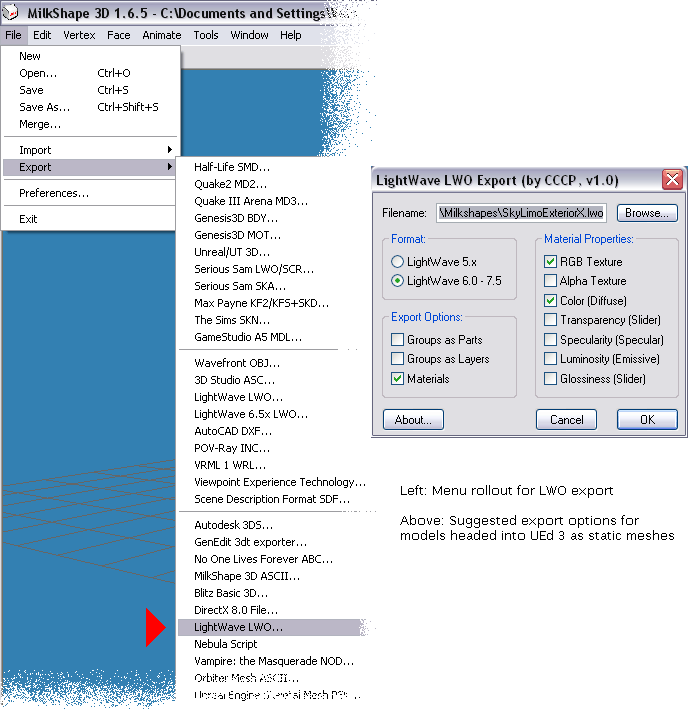 MilkShape 3D 1.6.5 - C:\Documents and Settings\
File Edit Vertex Face Animate Tools Window Help
New
Open... Ctrl+O
Save Ctrl+S
Save As... Ctrl+Shift+S
Merge...
Import
Export
Preferences...
Exit
Half-Life SMD...
Quake2 MD2...
Quake III Arena MD3...
Genesis3D BDY...
Genesis3D MOT...
Unreal/UT 3D...
Serious Sam LWO/SCR...
Serious Sam SKA...
Max Payne KF2/KFS+SKD...
The Sims SKN...
GameStudio A5 MDL...
Wavefront OBJ...
3D Studio ASC...
LightWave LWO...
LightWave 6.5x LWO...
AutoCAD DXF...
POV-Ray INC...
VRML 1 WRL...
Viewpoint Experience Technology...
Scene Description Format SDF...
Autodesk 3DS...
GenEdit 3dt exporter...
No One Lives Forever ABC...
MilkShape 3D ASCII...
Blitz Basic 3D...
DirectX 8.0 File...
LightWave LWO...
Nebula Script
Vampire: the Masquerade NOD...
Orbiter Mesh ASCII...
Unreal Engine
LightWave LWO Export (by CCCP, v1.0)
Filename: \Milkshapes\SkyLimoExteriorX.lwo Browse...
Format:
LightWave 5.x
LightWave 6.0 - 7.5
Export Options:
Groups as Parts
Groups as Layers
Materials
Material Properties:
RGB Texture
Alpha Texture
Color (Diffuse)
Transparency (Slider)
Specularity (Specular)
Luminosity (Emissive)
Glossiness (Slider)
About... Cancel OK
Left: Menu rollout for LWO export
Above: Suggested export options for
models headed into UEd 3 as static meshes